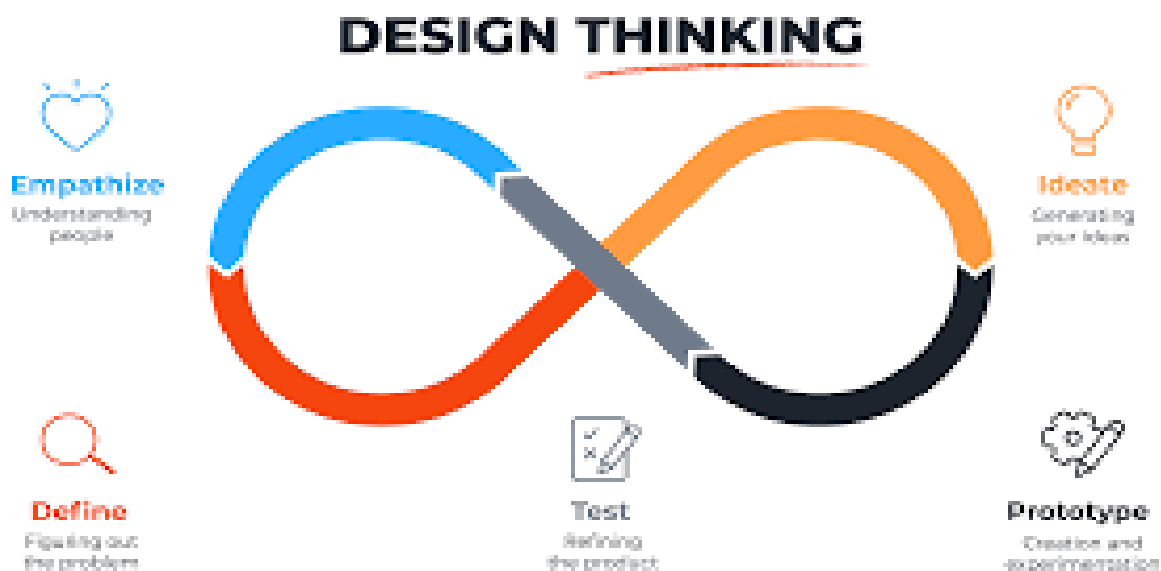 DESIGN THINKING
Empathize
Understanding
people
Ideate
Generating
your ideas
Define
Figuring out
the problem
Test
Refining
the product
Prototype
Creation and
experimentation